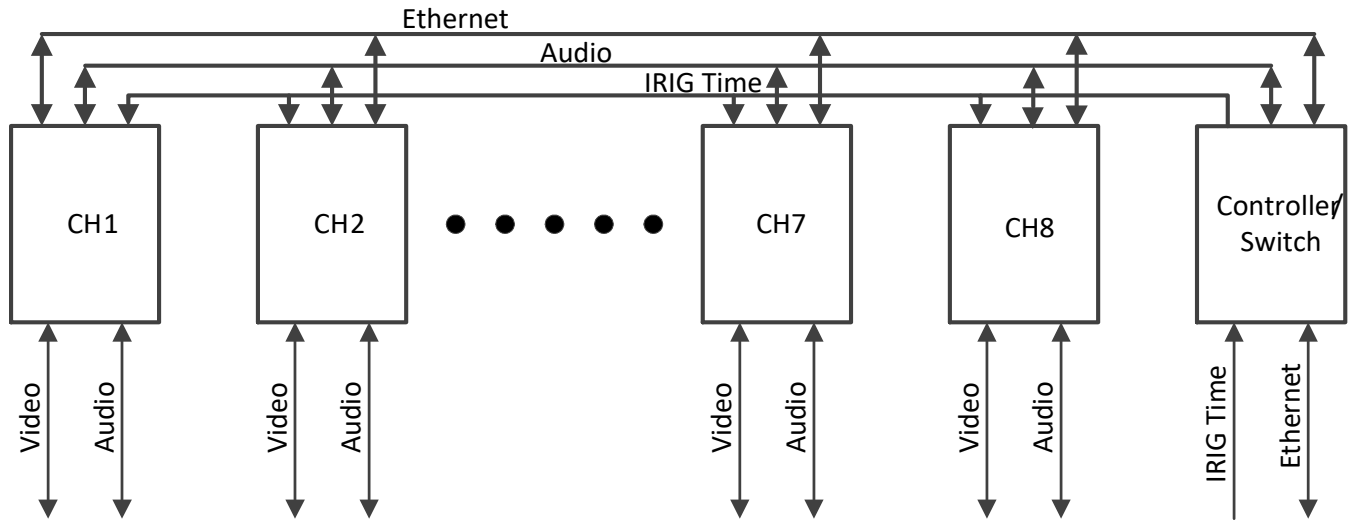 Ethernet
Audio
IRIG Time
CH1
CH2
CH7
CH8
Controller/
Switch
Video
Audio
Video
Audio
Video
Audio
Video
Audio
IRIG Time
Ethernet